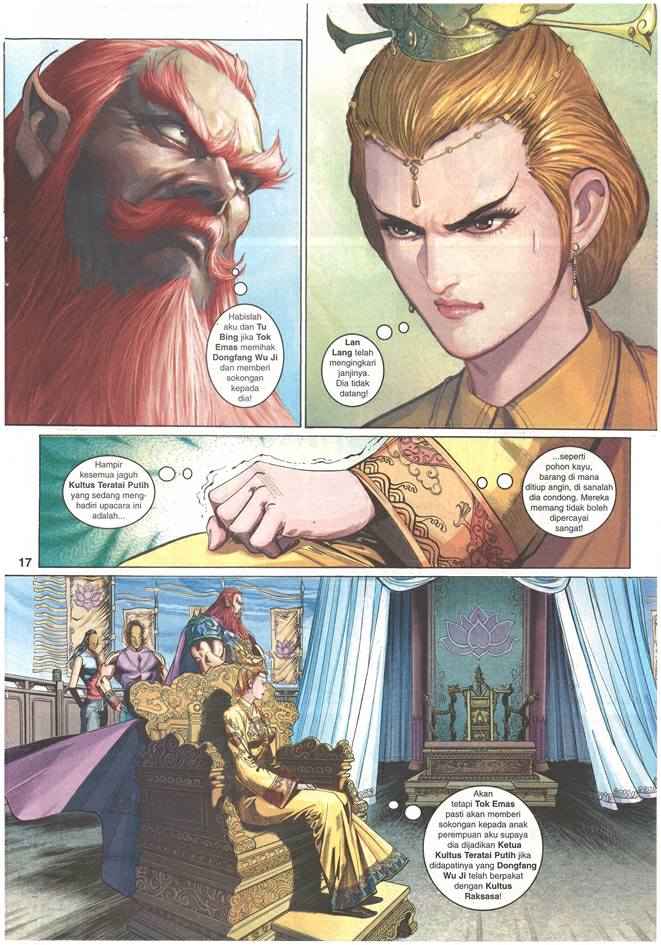 Habislah
aku dan Tu
Bing jika Tok
Emas memihak
Dongfang Wu Ji
dan memberi
sokongan
kepada
dia!
Lan
Lang telah
mengingkari
janjinya.
Dia tidak
datang!
Hampir
kesemua jaguh
Kultus Teratai Putih
yang sedang meng-
hadiri upacara ini
adalah...
...seperti
pohon kayu,
barang di mana
ditiup angin, di sanalah
dia condong. Mereka
memang tidak boleh
dipercayai
sangat!
17
Akan
tetapi Tok Emas
pasti akan memberi
sokongan kepada anak
perempuan aku supaya
dia dijadikan Ketua
Kultus Teratai Putih jika
didapatinya yang Dongfang
Wu Ji telah berpakat
dengan Kultus
Raksasa!